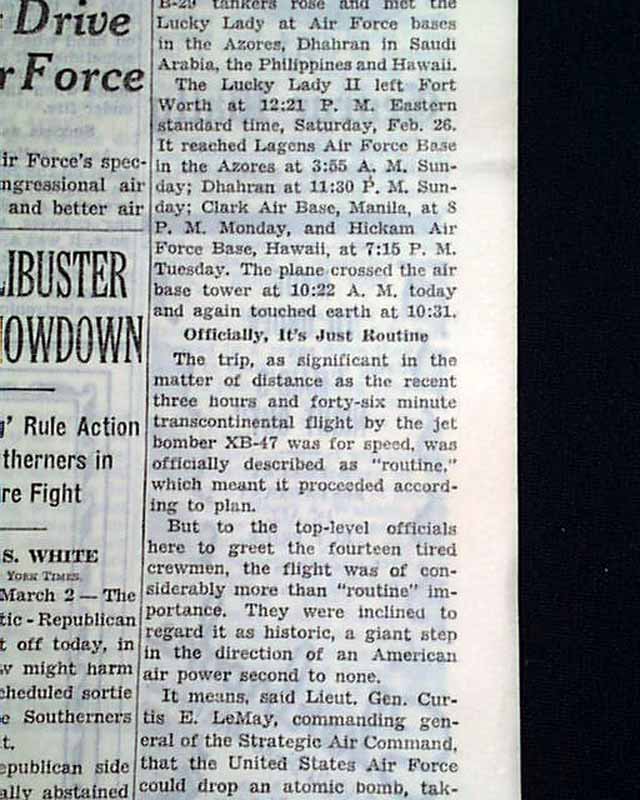 Drive
Force
ir Force's spec-
ngressional air
and better air
LIBUSTER
HOWDOWN
g' Rule Action
therners in
re Fight
S. WHITE
YORK TIMES.
March 2 — The
tic - Republican
t off today, in
w might harm
cheduled sortie
e Southerners
t.
epublican side
ally abstained
B-29 tankers rose and met the
Lucky Lady at Air Force bases
in the Azores, Dhahran in Saudi
Arabia, the Philippines and Hawaii.
The Lucky Lady II left Fort
Worth at 12:21 P. M. Eastern
standard time, Saturday, Feb. 26.
It reached Lagens Air Force Base
in the Azores at 3:55 A. M. Sun-
day; Dhahran at 11:30 P. M. Sun-
day; Clark Air Base, Manila, at 8
P. M. Monday, and Hickam Air
Force Base, Hawaii, at 7:15 P. M.
Tuesday. The plane crossed the air
base tower at 10:22 A. M. today
and again touched earth at 10:31.
Officially, It's Just Routine
The trip, as significant in the
matter of distance as the recent
three hours and forty-six minute
transcontinental flight by the jet
bomber XB-47 was for speed, was
officially described as "routine,"
which meant it proceeded accord-
ing to plan.
But to the top-level officials
here to greet the fourteen tired
crewmen, the flight was of con-
siderably more than "routine" im-
portance. They were inclined to
regard it as historic, a giant step
in the direction of an American
air power second to none.
It means, said Lieut. Gen. Cur-
tis E. LeMay, commanding gen-
eral of the Strategic Air Command,
that the United States Air Force
could drop an atomic bomb, tak-